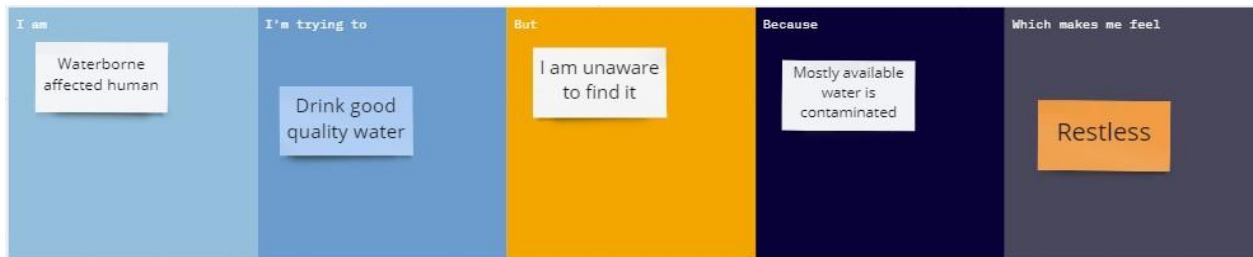 I am
Waterborne
affected human
I'm trying to
Drink good
quality water
But
I am unaware
to find it
Because
Mostly available
water is
contaminated
Which makes me feel
Restless